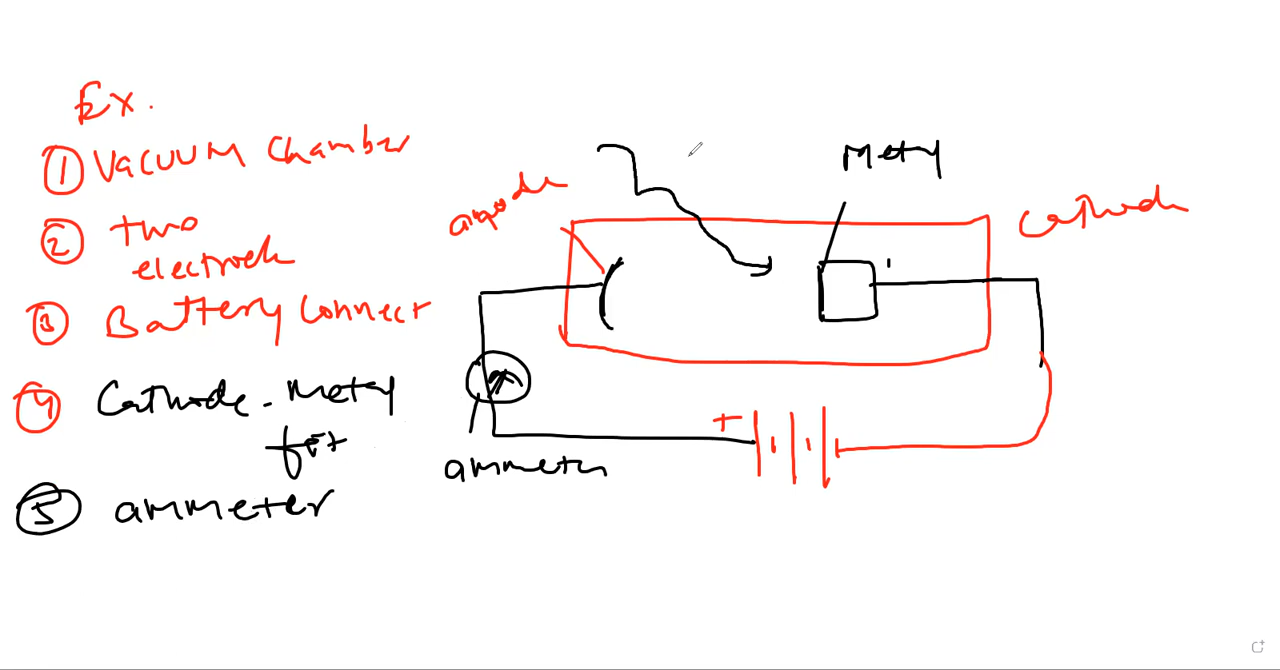 Ex.
① Vacuum Chamber
② two
electrode
③ Battery Connect
④ Cathode - Metal
⑤ ammeter
anode
Metal
Cathode
+
ammeter